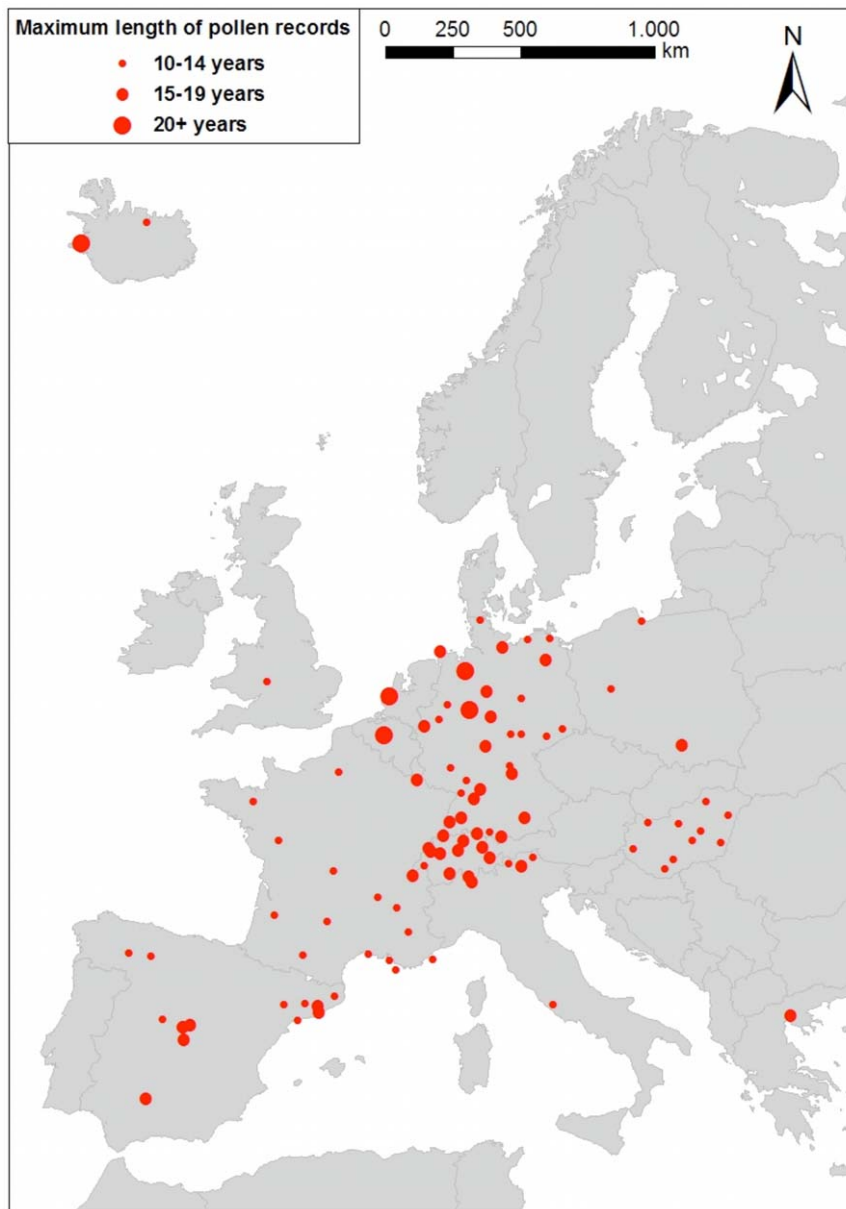 Maximum length of pollen records
10-14 years
15-19 years
20+ years
0 250 500 1.000
km
N